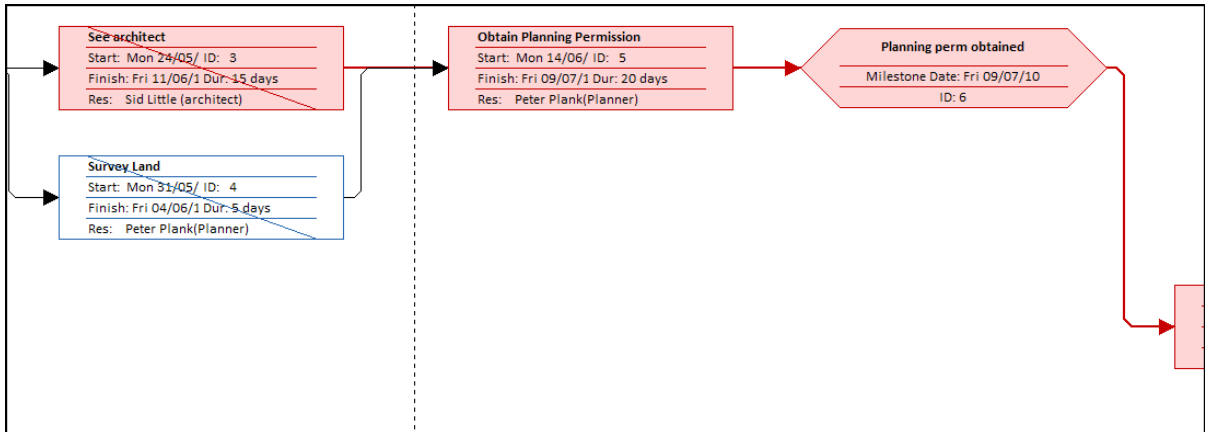 See architect
Start: Mon 24/05/ ID: 3
Finish: Fri 11/06/1 Dur: 15 days
Res: Sid Little (architect)
Survey Land
Start: Mon 31/05/ ID: 4
Finish: Fri 04/06/1 Dur: 5 days
Res: Peter Plank(Planner)
Obtain Planning Permission
Start: Mon 14/06/ ID: 5
Finish: Fri 09/07/1 Dur: 20 days
Res: Peter Plank(Planner)
Planning perm obtained
Milestone Date: Fri 09/07/10
ID: 6